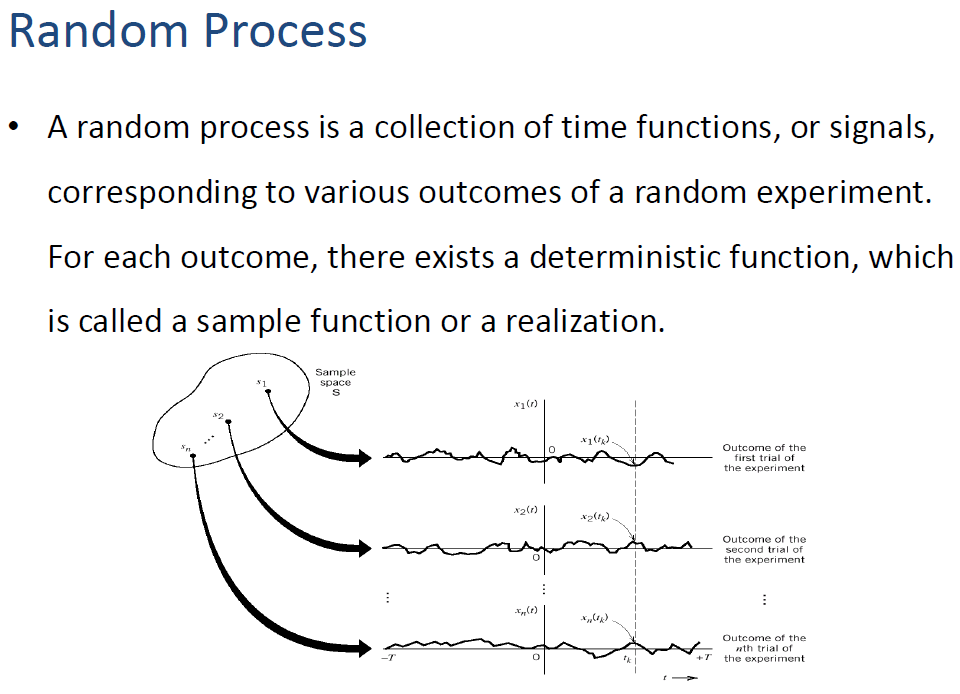 Random Process
• A random process is a collection of time functions, or signals,
corresponding to various outcomes of a random experiment.
For each outcome, there exists a deterministic function, which
is called a sample function or a realization.
Sample
space
S
s1
s2
...
sn
x1(t)
x1(tk)
0
Outcome of the
first trial of
the experiment
x2(t)
x2(tk)
0
Outcome of the
second trial of
the experiment
⋮ ⋮ ⋮
xn(t)
xn(tk)
−T 0 tk +T
Outcome of the
nth trial of
the experiment
t